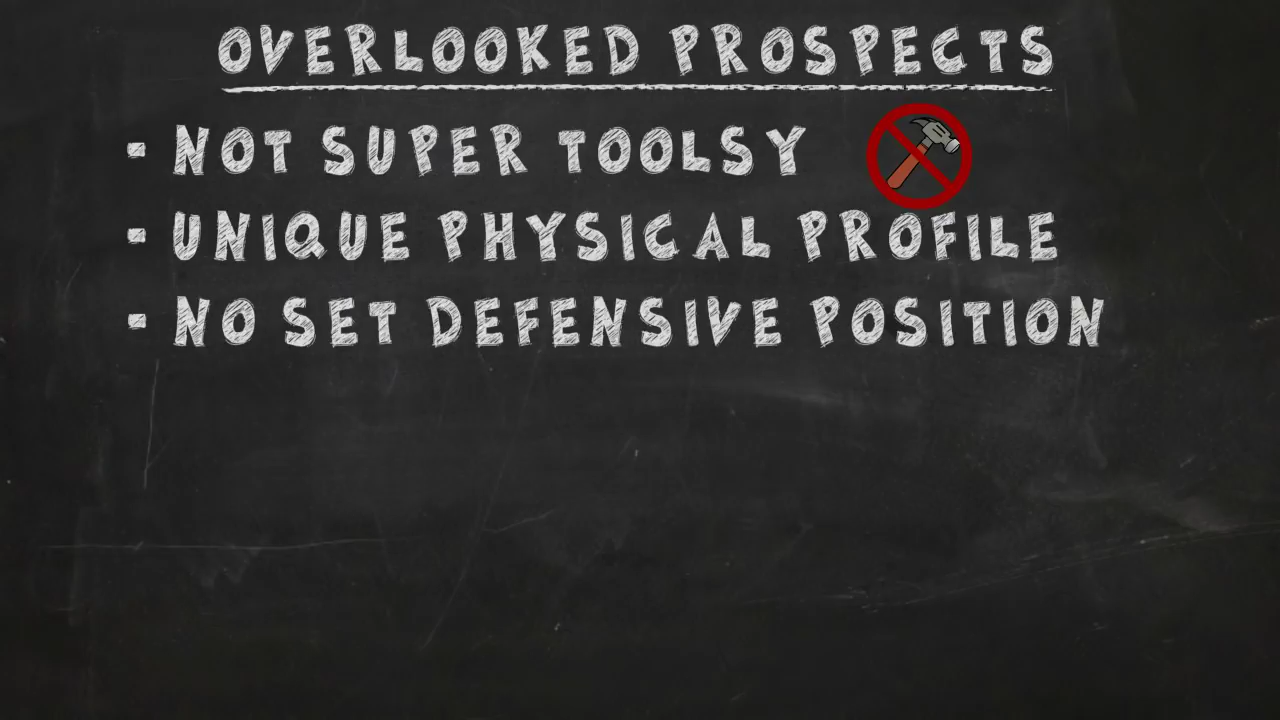 OVERLOOKED PROSPECTS
- NOT SUPER TOOLSY
- UNIQUE PHYSICAL PROFILE
- NO SET DEFENSIVE POSITION